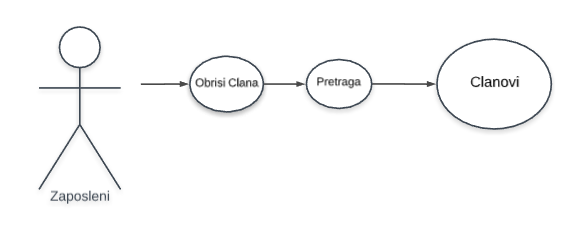 Obrisi Clana
Pretraga
Clanovi
Zaposleni